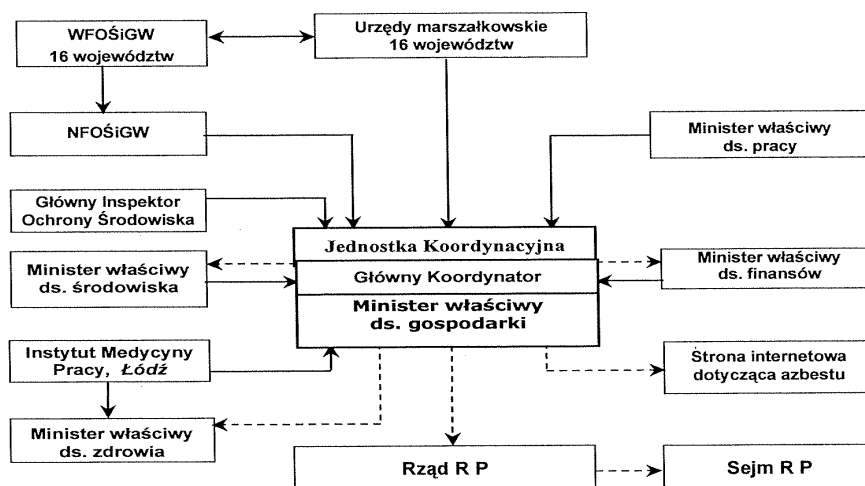 WFOŚiGW
16 województw
Urzędy marszałkowskie
16 województw
NFOŚiGW
Minister właściwy
ds. pracy
Główny Inspektor
Ochrony Środowiska
Jednostka Koordynacyjna
Minister właściwy
ds. środowiska
Główny Koordynator
Minister właściwy
ds. finansów
Minister właściwy
ds. gospodarki
Instytut Medycyny
Pracy, Łódź
Strona internetowa
dotycząca azbestu
Minister właściwy
ds. zdrowia
Rząd R P
Sejm R P